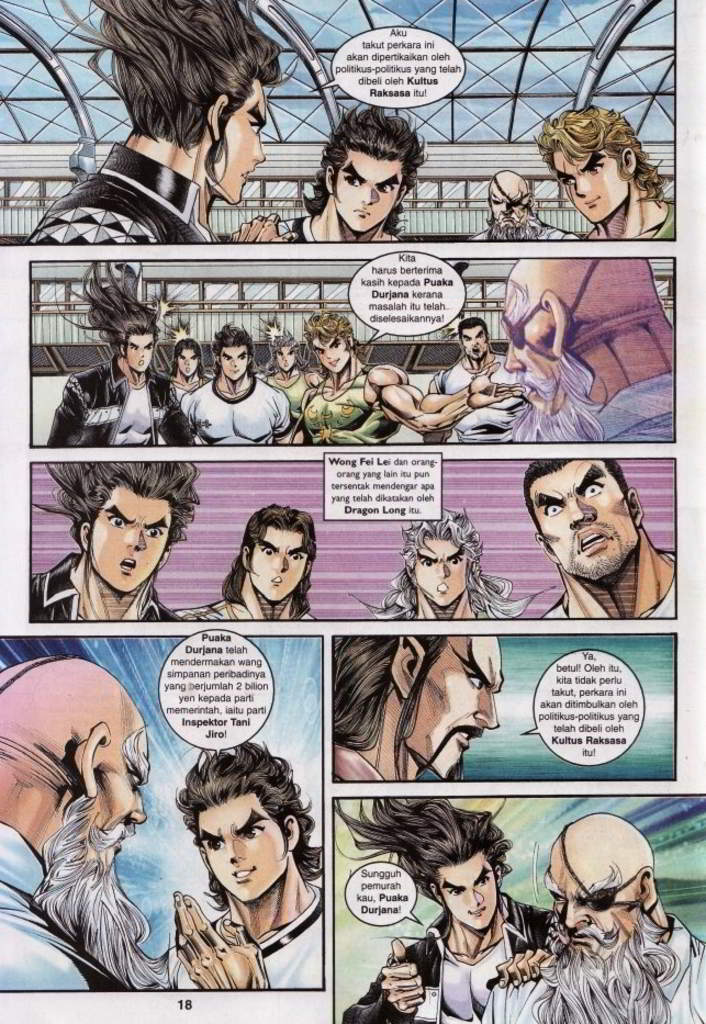 Aku
takut perkara ini
akan dipertikaikan oleh
politikus-politikus yang telah
dibeli oleh Kultus
Raksasa itu!
Kita
harus berterima
kasih kepada Puaka
Durjana kerana
masalah itu telah
diselesaikannya!
Wong Fei Lei dan orang-
orang yang lain itu pun
tersentak mendengar apa
yang telah dikatakan oleh
Dragon Long itu.
Puaka
Durjana telah
mendermakan wang
simpanan peribadinya
yang berjumlah 2 bilion
yen kepada parti
memerintah, iaitu parti
Inspektor Tani
Jiro!
Ya,
betul! Oleh itu,
kita tidak perlu
takut, perkara ini
akan ditimbulkan oleh
politikus-politikus yang
telah dibeli oleh
Kultus Raksasa
itu!
Sungguh
pemurah
kau, Puaka
Durjana!
18